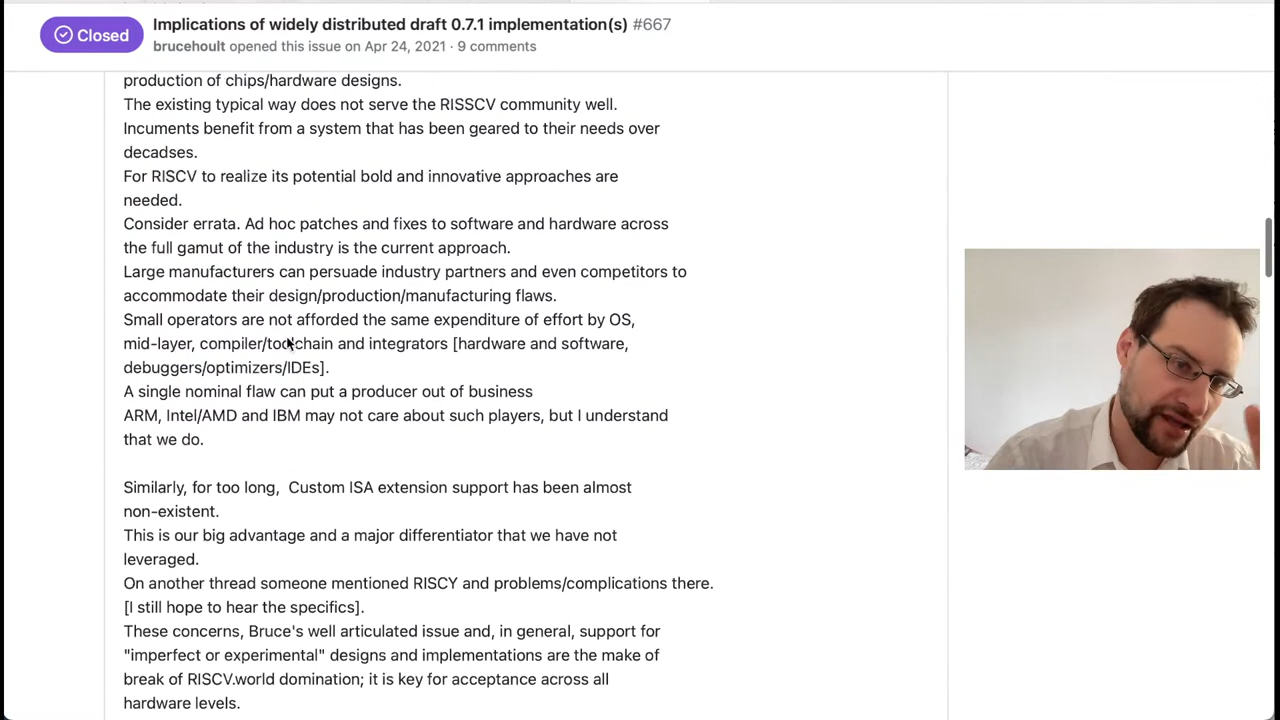 Closed
Implications of widely distributed draft 0.7.1 implementation(s) #667
brucehoult opened this issue on Apr 24, 2021 · 9 comments
production of chips/hardware designs.
The existing typical way does not serve the RISSCV community well.
Incuments benefit from a system that has been geared to their needs over
decadses.
For RISCV to realize its potential bold and innovative approaches are
needed.
Consider errata. Ad hoc patches and fixes to software and hardware across
the full gamut of the industry is the current approach.
Large manufacturers can persuade industry partners and even competitors to
accommodate their design/production/manufacturing flaws.
Small operators are not afforded the same expenditure of effort by OS,
mid-layer, compiler/toolchain and integrators [hardware and software,
debuggers/optimizers/IDEs].
A single nominal flaw can put a producer out of business
ARM, Intel/AMD and IBM may not care about such players, but I understand
that we do.
Similarly, for too long,  Custom ISA extension support has been almost
non-existent.
This is our big advantage and a major differentiator that we have not
leveraged.
On another thread someone mentioned RISCY and problems/complications there.
[I still hope to hear the specifics].
These concerns, Bruce's well articulated issue and, in general, support for
"imperfect or experimental" designs and implementations are the make of
break of RISCV.world domination; it is key for acceptance across all
hardware levels.